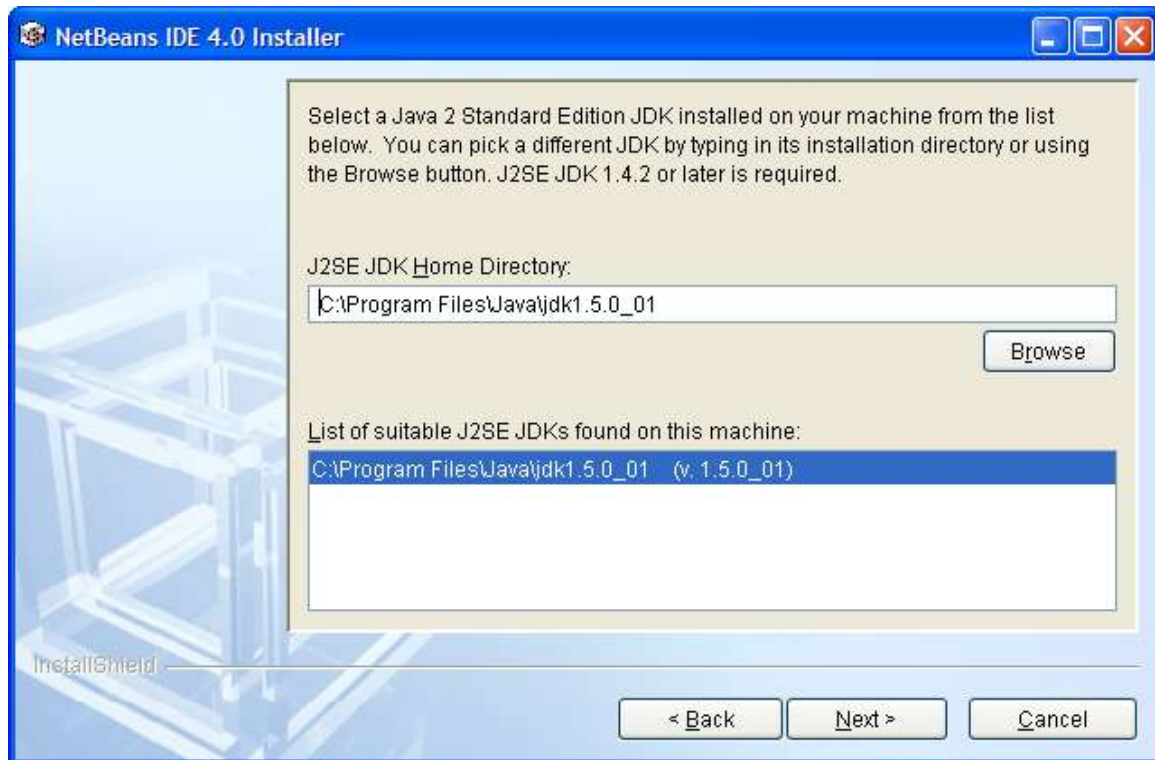 NetBeans IDE 4.0 Installer
Select a Java 2 Standard Edition JDK installed on your machine from the list
below. You can pick a different JDK by typing in its installation directory or using
the Browse button. J2SE JDK 1.4.2 or later is required.
J2SE JDK Home Directory:
C:\Program Files\Java\jdk1.5.0_01
Browse
List of suitable J2SE JDKs found on this machine:
C:\Program Files\Java\jdk1.5.0_01 (v. 1.5.0_01)
InstallShield
< Back Next > Cancel